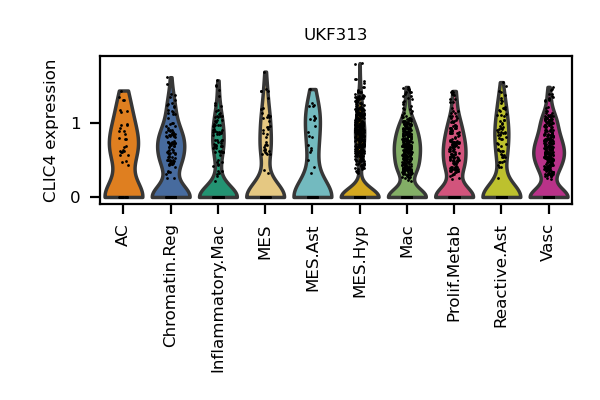 UKF313
CLIC4 expression
1
0
AC
Chromatin.Reg
Inflammatory.Mac
MES
MES.Ast
MES.Hyp
Mac
Prolif.Metab
Reactive.Ast
Vasc